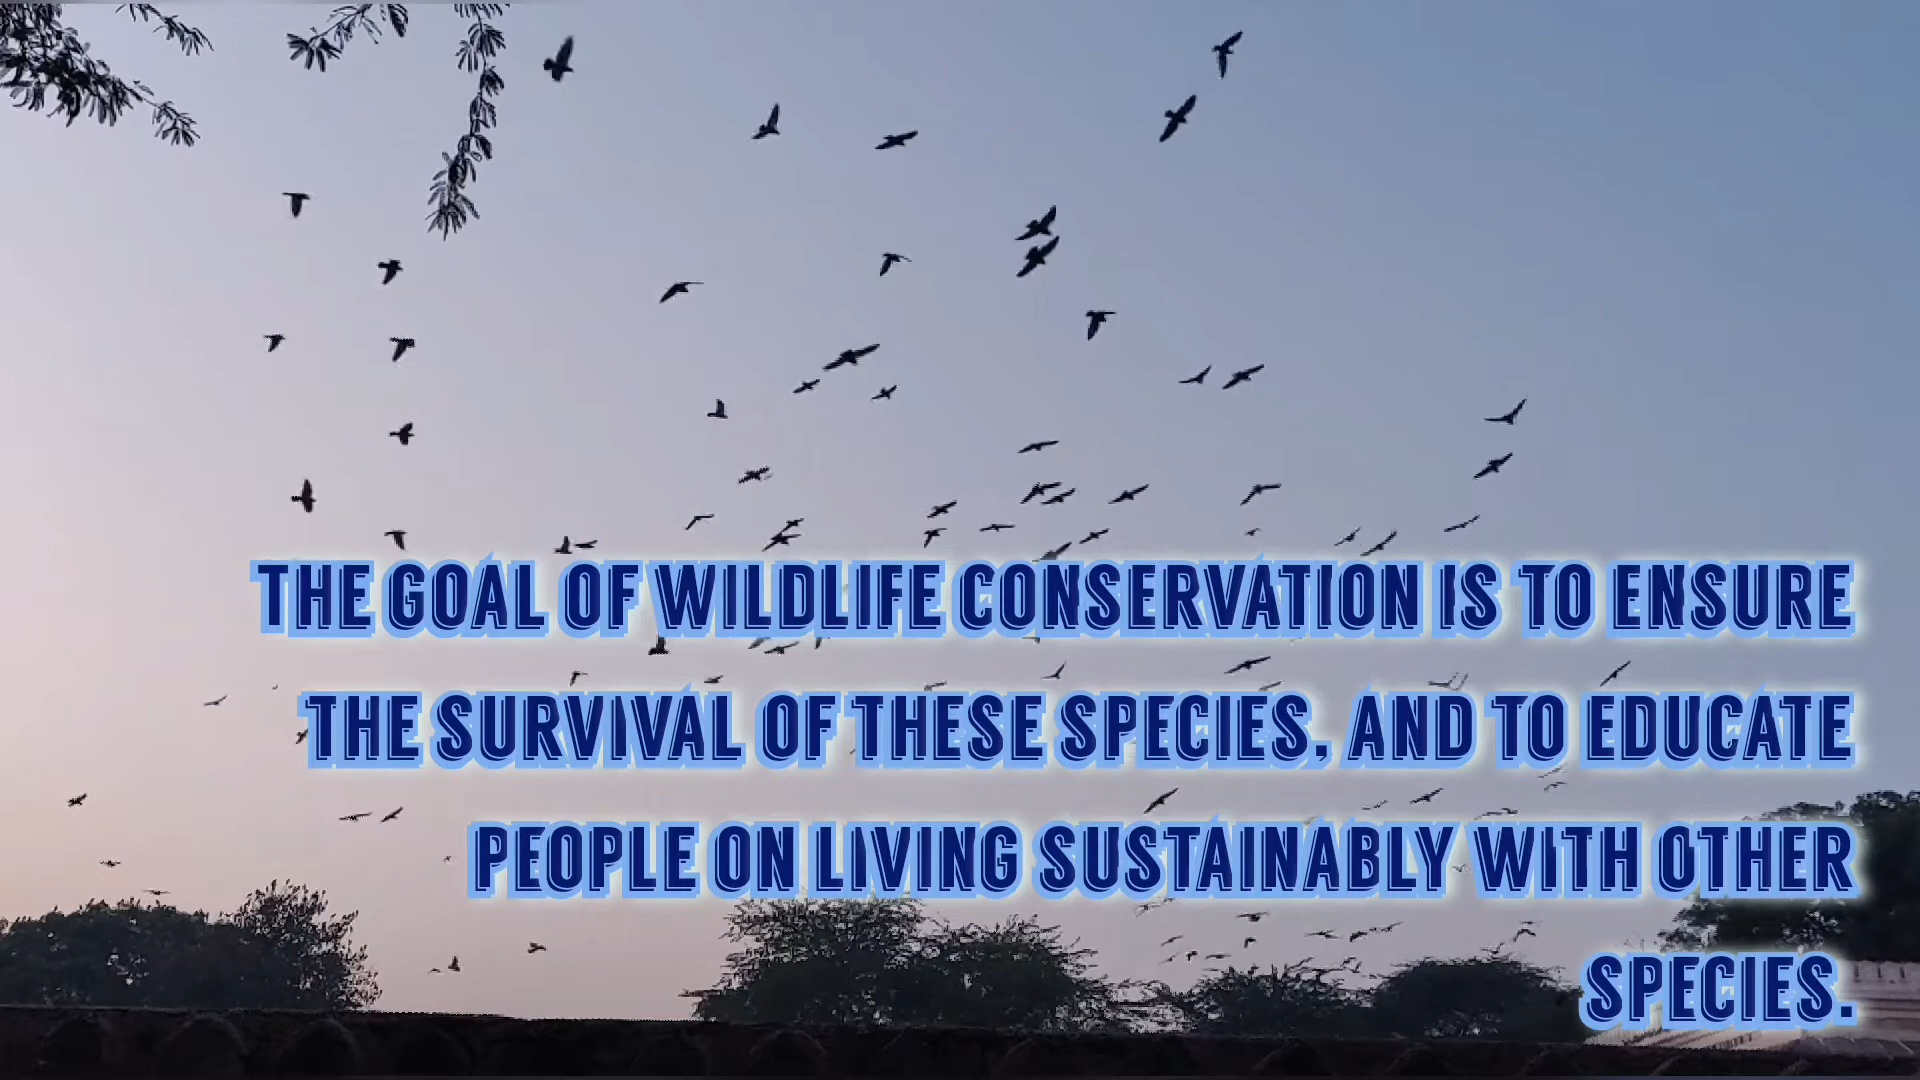 THE GOAL OF WILDLIFE CONSERVATION IS TO ENSURE
THE SURVIVAL OF THESE SPECIES, AND TO EDUCATE
PEOPLE ON LIVING SUSTAINABLY WITH OTHER
SPECIES.